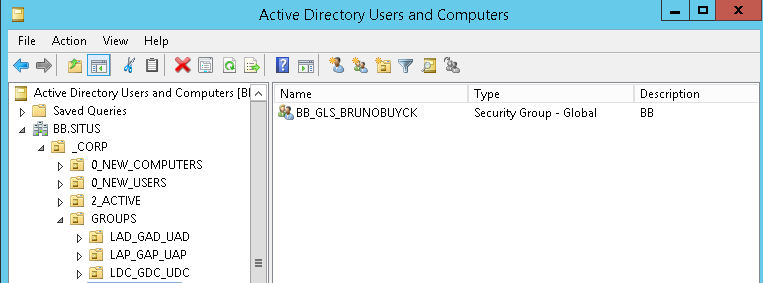 Active Directory Users and Computers
File Action View Help
Active Directory Users and Computers [B
Saved Queries
BB.SITUS
_CORP
0_NEW_COMPUTERS
0_NEW_USERS
2_ACTIVE
GROUPS
LAD_GAD_UAD
LAP_GAP_UAP
LDC_GDC_UDC
Name Type Description
BB_GLS_BRUNOBUYCK Security Group - Global BB